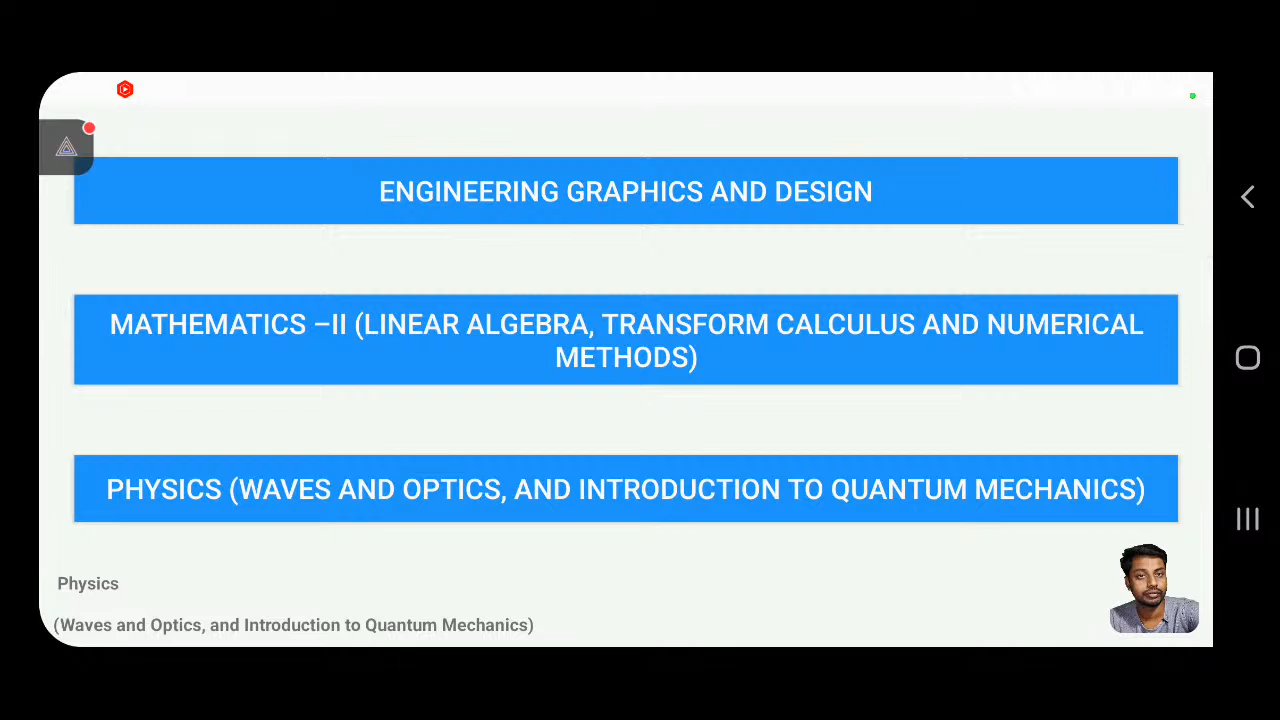 ENGINEERING GRAPHICS AND DESIGN
MATHEMATICS –II (LINEAR ALGEBRA, TRANSFORM CALCULUS AND NUMERICAL
METHODS)
PHYSICS (WAVES AND OPTICS, AND INTRODUCTION TO QUANTUM MECHANICS)
Physics
(Waves and Optics, and Introduction to Quantum Mechanics)